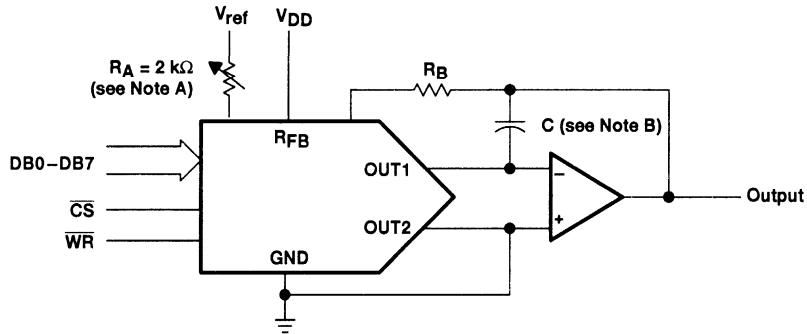 Vref
VDD
RA = 2 kΩ
(see Note A)
RB
RFB
C (see Note B)
DB0–DB7
OUT1
–
Output
CS
+
OUT2
WR
GND